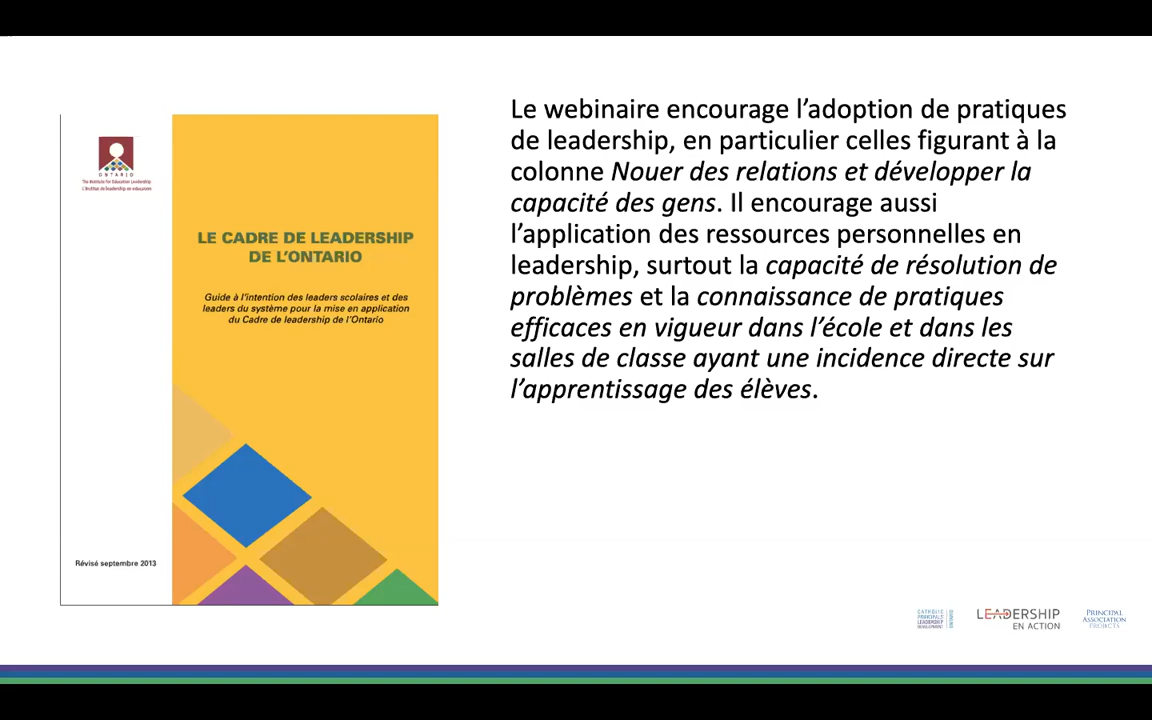 ONTARIO
The Institute for Education Leadership
L'Institut de leadership en éducation
LE CADRE DE LEADERSHIP
DE L'ONTARIO
Guide à l'intention des leaders scolaires et des
leaders du système pour la mise en application
du Cadre de leadership de l'Ontario
Révisé septembre 2013
Le webinaire encourage l’adoption de pratiques
de leadership, en particulier celles figurant à la
colonne Nouer des relations et développer la
capacité des gens. Il encourage aussi
l’application des ressources personnelles en
leadership, surtout la capacité de résolution de
problèmes et la connaissance de pratiques
efficaces en vigueur dans l’école et dans les
salles de classe ayant une incidence directe sur
l’apprentissage des élèves.
CATHOLIC
PRINCIPALS
LEADERSHIP
DEVELOPMENT
ONTARIO
LEADERSHIP
EN ACTION
PRINCIPAL
ASSOCIATION
PROJECTS